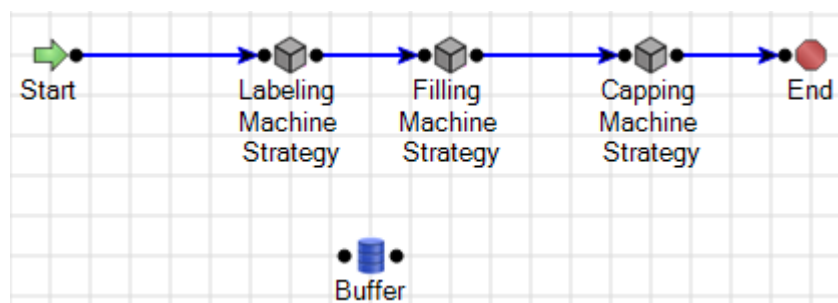 Start
Labeling
Machine
Strategy
Filling
Machine
Strategy
Capping
Machine
Strategy
End
Buffer